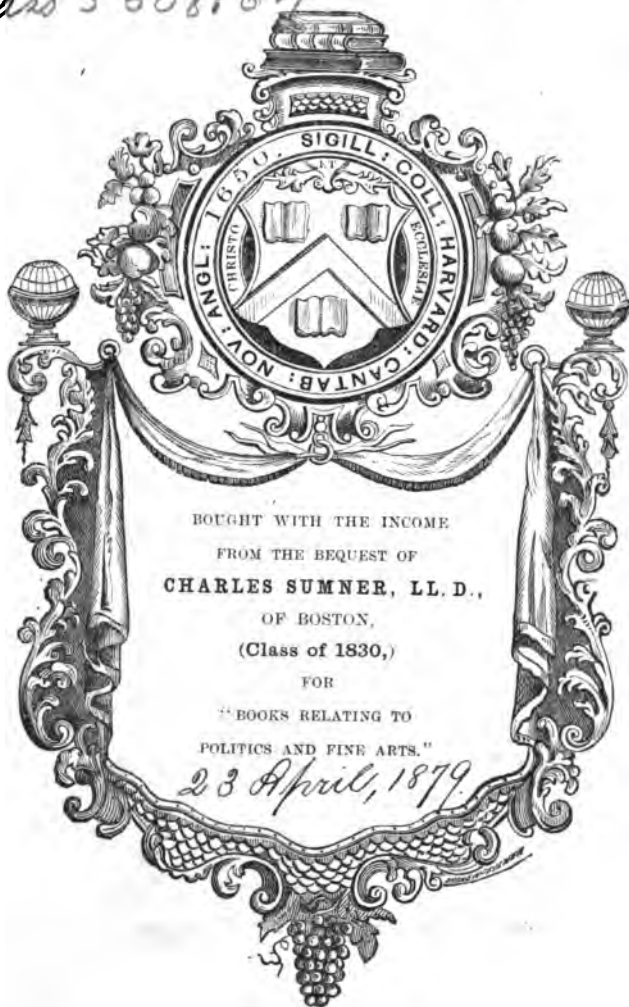 SIGILL: COLL: HARVARD: CANTAB: NOV: ANGL: 1650.
ET
CHRISTO
ECCLESIAE
BOUGHT WITH THE INCOME
FROM THE BEQUEST OF
CHARLES SUMNER, LL. D.,
OF BOSTON,
(Class of 1830,)
FOR
"BOOKS RELATING TO
POLITICS AND FINE ARTS."
23 April, 1879.